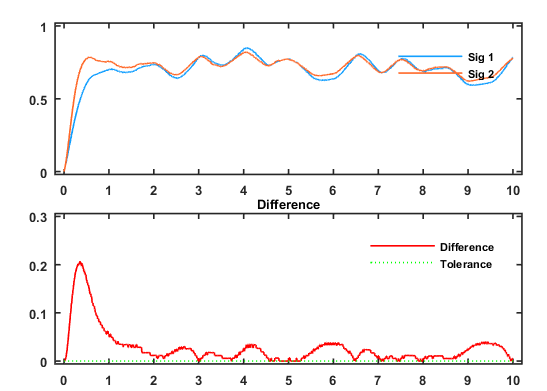 1
Sig 1
Sig 2
0.5
0
0 1 2 3 4 5 6 7 8 9 10
Difference
0.3
Difference
Tolerance
0.2
0.1
0
0 1 2 3 4 5 6 7 8 9 10